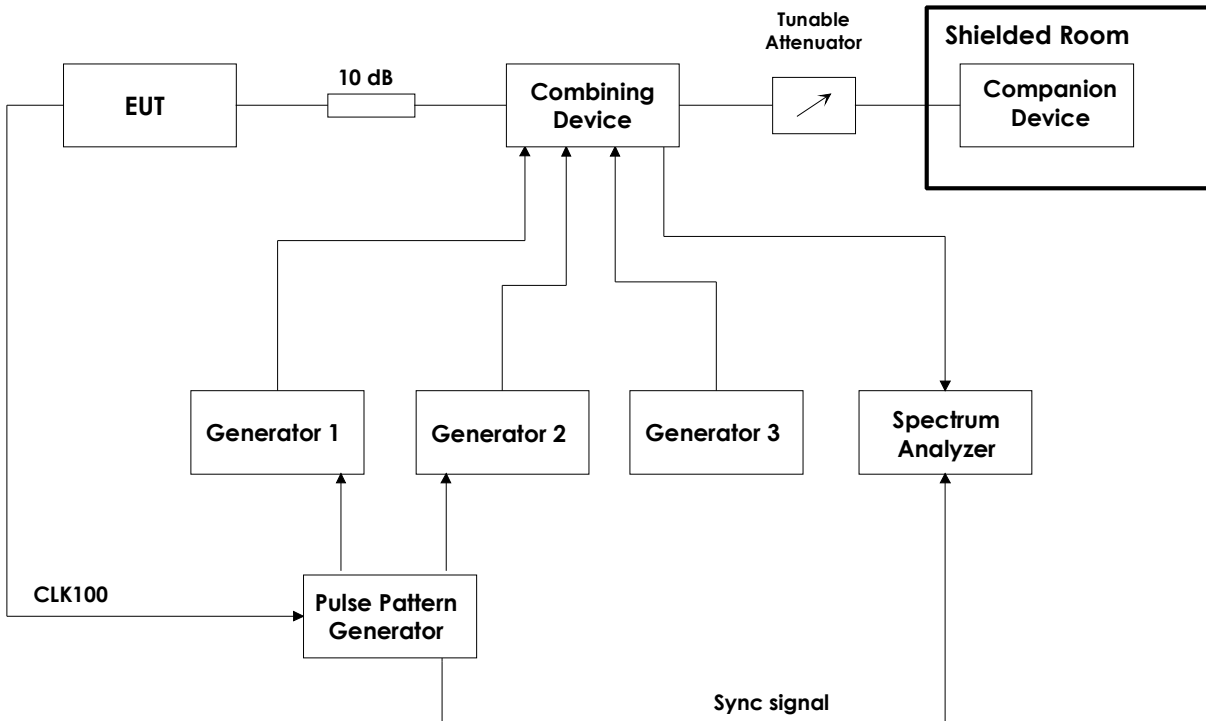 Tunable
Attenuator
Shielded Room
10 dB
EUT
Combining
Device
Companion
Device
Generator 1
Generator 2
Generator 3
Spectrum
Analyzer
CLK100
Pulse Pattern
Generator
Sync signal